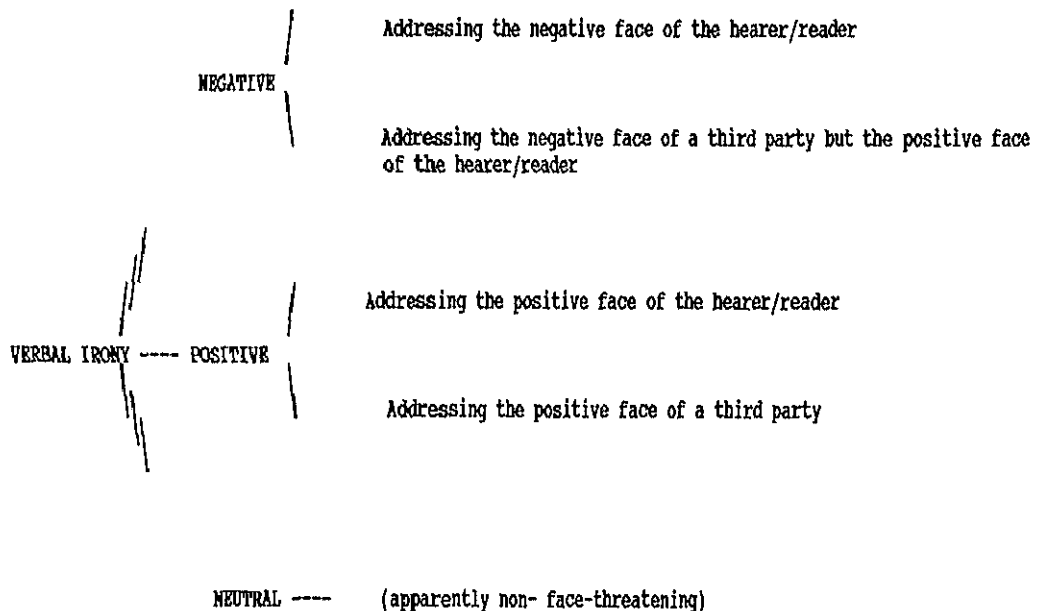 Addressing the negative face of the hearer/reader
NEGATIVE
Addressing the negative face of a third party but the positive face
of the hearer/reader
Addressing the positive face of the hearer/reader
VERBAL IRONY ---- POSITIVE
Addressing the positive face of a third party
NEUTRAL ---- (apparently non- face-threatening)